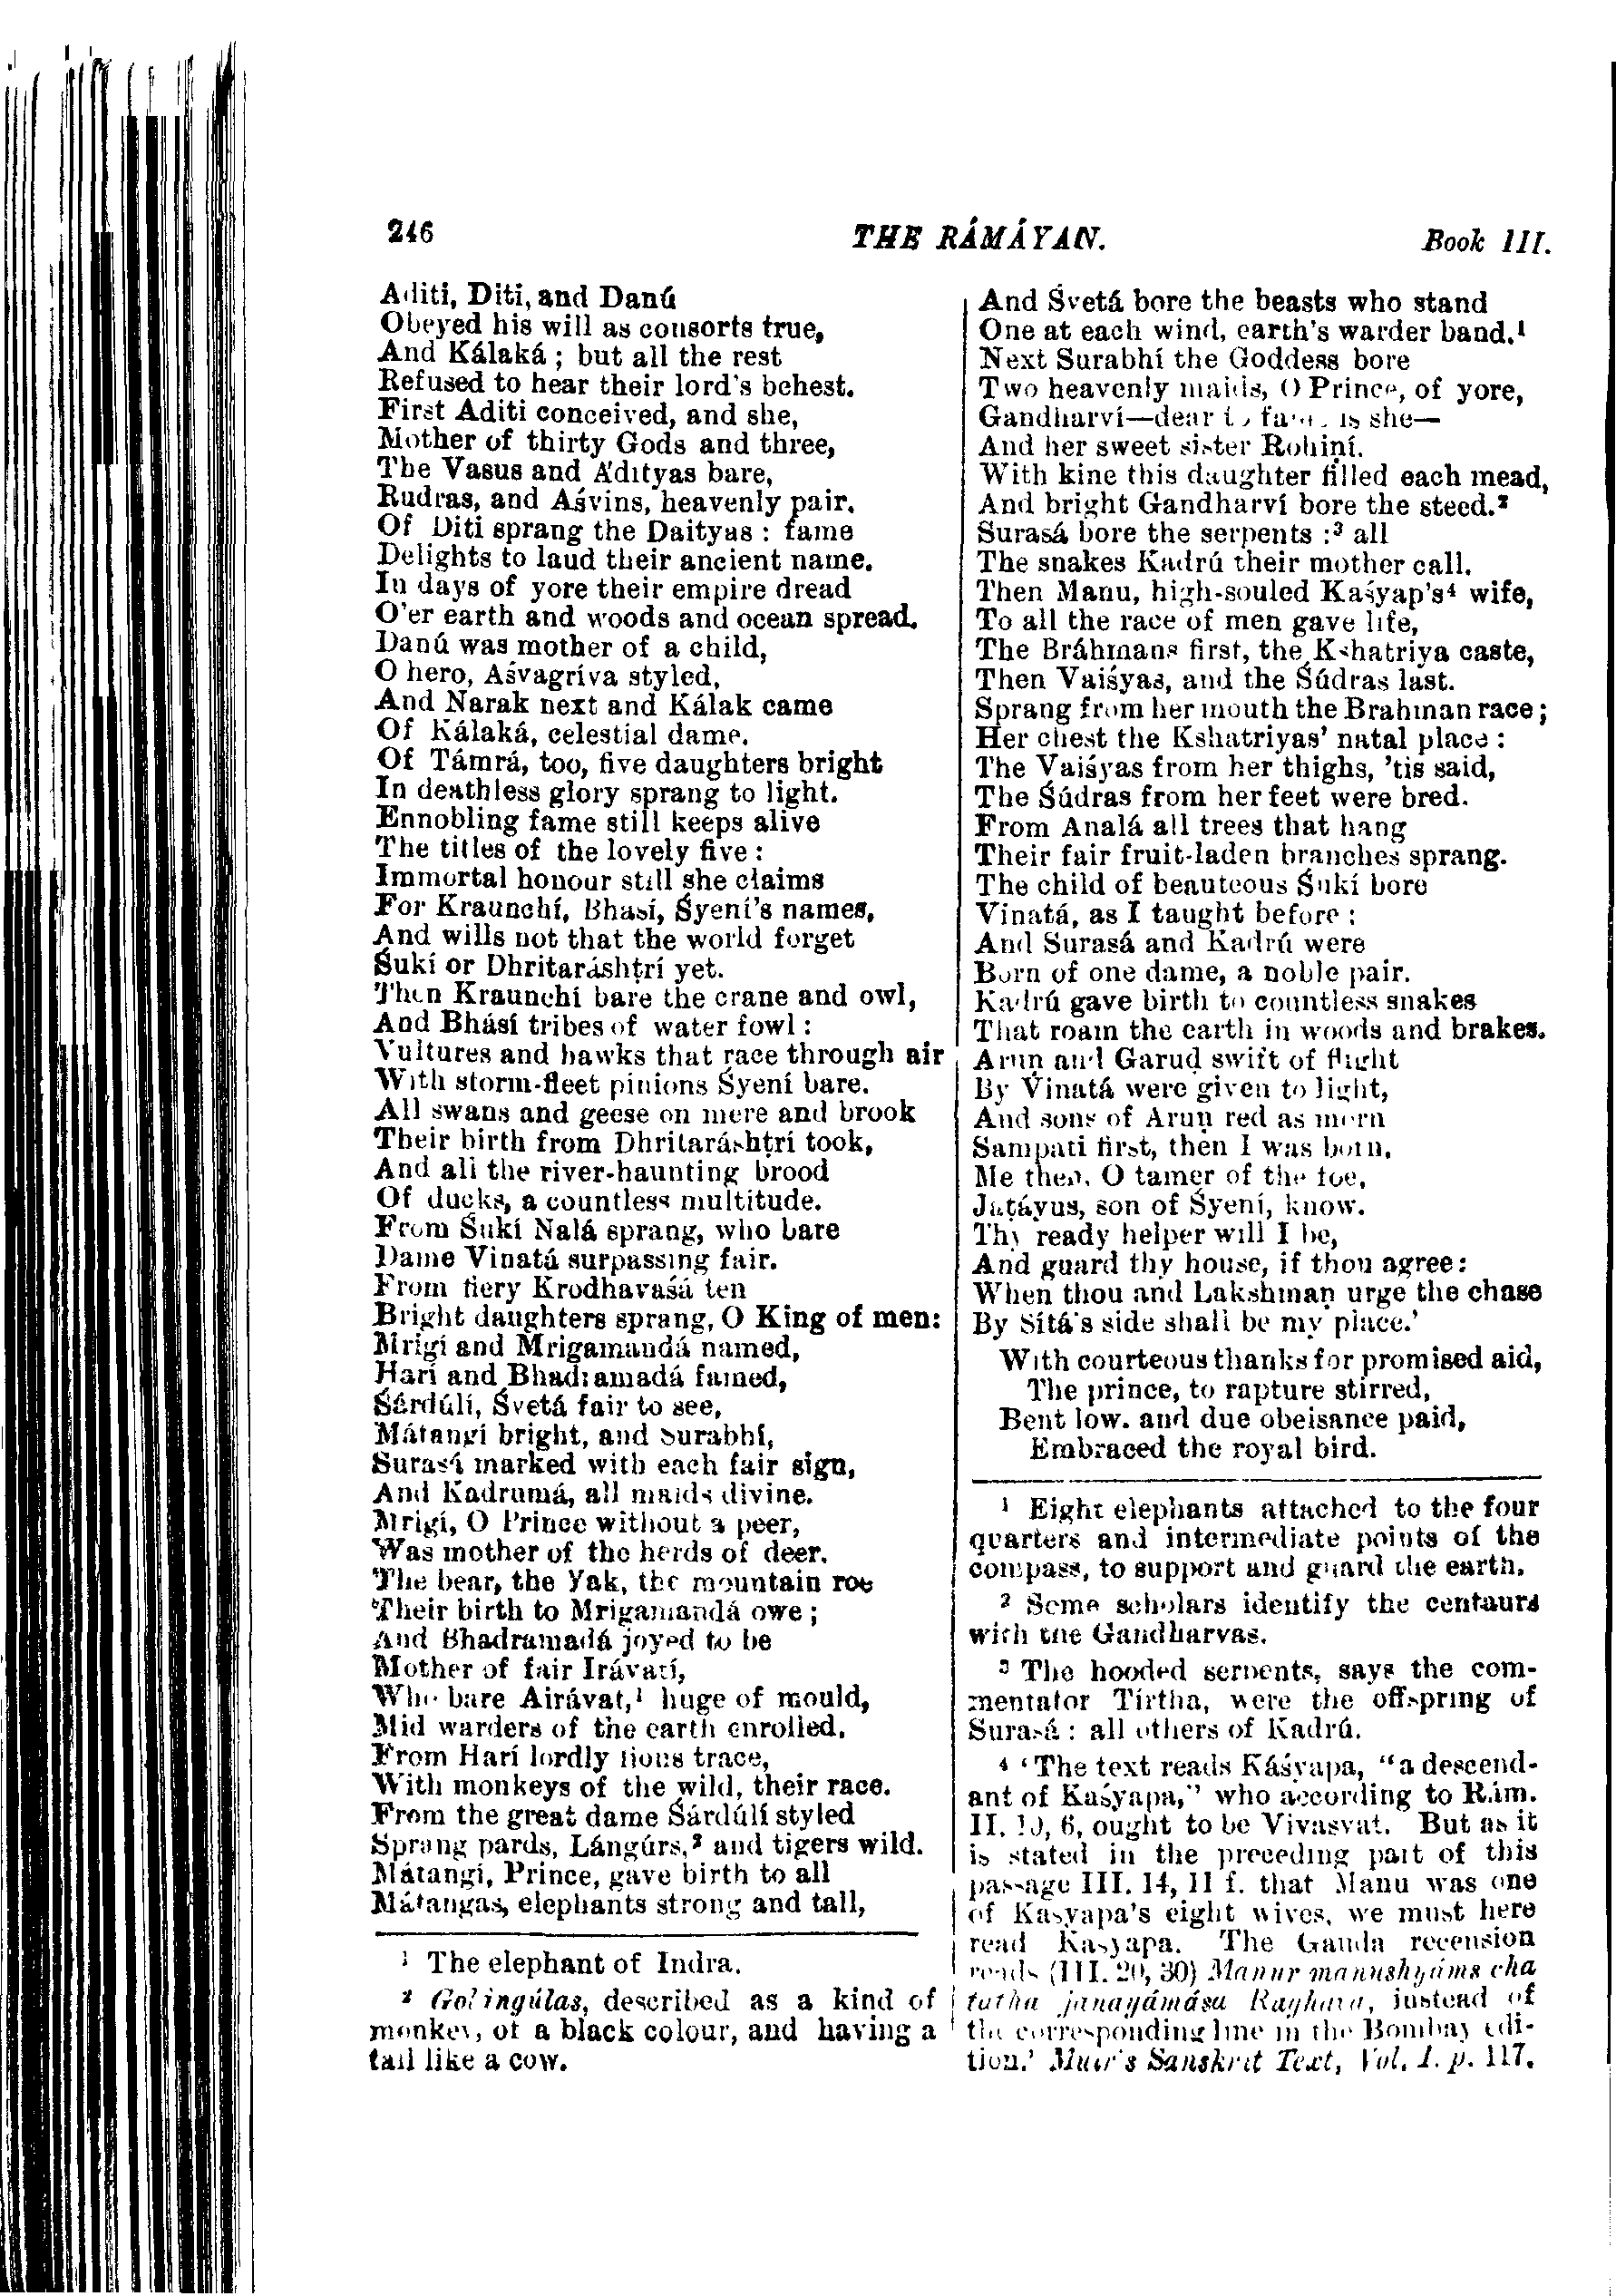 246 THE RÁMÁYAN. Book III.
Aditi, Diti, and Danú
Obeyed his will as consorts true,
And Kálaká ; but all the rest
Refused to hear their lord's behest.
First Aditi conceived, and she,
Mother of thirty Gods and three,
The Vasus and Ádityas bare,
Rudras, and Aśvins, heavenly pair.
Of Diti sprang the Daityas : fame
Delights to laud their ancient name.
In days of yore their empire dread
O'er earth and woods and ocean spread.
Danú was mother of a child,
O hero, Aśvagríva styled,
And Narak next and Kálak came
Of Kálaká, celestial dame.
Of Támrá, too, five daughters bright
In deathless glory sprang to light.
Ennobling fame still keeps alive
The titles of the lovely five :
Immortal honour still she claims
For Kraunchí, Bhasí, Śyení's names,
And wills not that the world forget
Śukí or Dhritaráshṭrí yet.
Then Kraunchí bare the crane and owl,
And Bhásí tribes of water fowl :
Vultures and hawks that race through air
With storm-fleet pinions Śyení bare.
All swans and geese on mere and brook
Their birth from Dhritaráshṭrí took,
And all the river-haunting brood
Of ducks, a countless multitude.
From Śukí Nalá sprang, who bare
Dame Vinatá surpassing fair.
From fiery Krodhavaśá ten
Bright daughters sprang, O King of men:
Mrigí and Mrigamandá named,
Harí and Bhadramadá famed,
Śárdúlí, Śvetá fair to see,
Mátangí bright, and Surabhí,
Surasá marked with each fair sign,
And Kadrumá, all maids divine.
Mrigí, O Prince without a peer,
Was mother of the herds of deer.
The bear, the yak, the mountain roe
Their birth to Mrigamandá owe ;
And Bhadramadá joyed to be
Mother of fair Irávatí,
Who bare Airávat,¹ huge of mould,
Mid warders of the earth enrolled.
From Harí lordly lions trace,
With monkeys of the wild, their race.
From the great dame Śárdúlí styled
Sprang pards, Lángúrs,² and tigers wild.
Mátangí, Prince, gave birth to all
Mátangas, elephants strong and tall,
¹ The elephant of Indra.
² Golingúlas, described as a kind of
monkey, of a black colour, and having a
tail like a cow.
And Śvetá bore the beasts who stand
One at each wind, earth's warder band.¹
Next Surabhí the Goddess bore
Two heavenly maids, O Prince, of yore,
Gandharví—dear is she—
And her sweet sister Rohiṇí.
With kine this daughter filled each mead,
And bright Gandharví bore the steed.²
Surasá bore the serpents :³ all
The snakes Kadrú their mother call.
Then Manu, high-souled Kaśyap's⁴ wife,
To all the race of men gave life,
The Bráhmans first, the Kshatriya caste,
Then Vaiśyas, and the Śúdras last.
Sprang from her mouth the Brahman race ;
Her chest the Kshatriyas' natal place :
The Vaiśyas from her thighs, 'tis said,
The Śúdras from her feet were bred.
From Analá all trees that hang
Their fair fruit-laden branches sprang.
The child of beauteous Śukí bore
Vinatá, as I taught before :
And Surasá and Kadrú were
Born of one dame, a noble pair.
Kadrú gave birth to countless snakes
That roam the earth in woods and brakes.
Aruṇ and Garuḍ swift of flight
By Vinatá were given to light,
And sons of Aruṇ red as morn
Sampati first, then I was born,
Me then, O tamer of the foe,
Jaṭáyus, son of Śyení, know.
Thy ready helper will I be,
And guard thy house, if thou agree:
When thou and Lakshmaṇ urge the chase
By Sítá's side shall be my place.'
With courteous thanks for promised aid,
The prince, to rapture stirred,
Bent low. and due obeisance paid,
Embraced the royal bird.
¹ Eight elephants attached to the four
quarters and intermediate points of the
compass, to support and guard the earth.
² Some scholars identify the centaurs
with the Gandharvas.
³ The hooded serpents, says the com-
mentator Tírtha, were the offspring of
Surasá : all others of Kadrú.
⁴ 'The text reads Káśyapa, "a descend-
ant of Kaśyapa," who according to Rám.
II. 10, 6, ought to be Vivasvat. But as it
is stated in the preceding part of this
passage III. 14, 11 f. that Manu was one
of Kaśyapa's eight wives, we must here
read Kaśyapa. The Gauda recension
reads (III. 20, 30) Manur manushyáms cha
tatha janayámása Raghava, instead of
the corresponding line in the Bombay edi-
tion.' Muir's Sanskrit Text, Vol. I. p. 117.